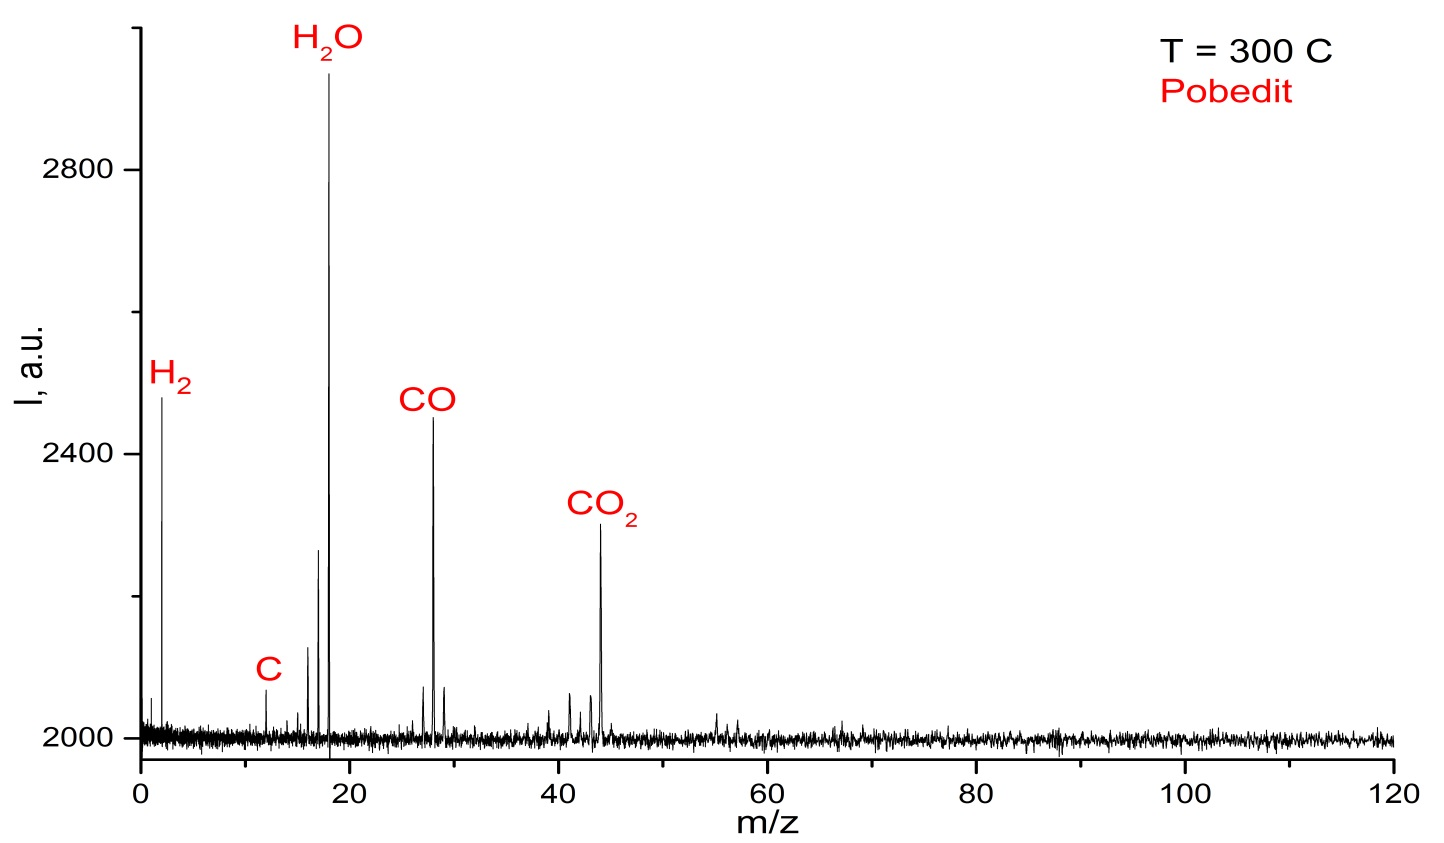 H₂O
T = 300 C
Pobedit
2800
H₂
I, a.u.
CO
2400
CO₂
C
2000
0 20 40 60 80 100 120
m/z